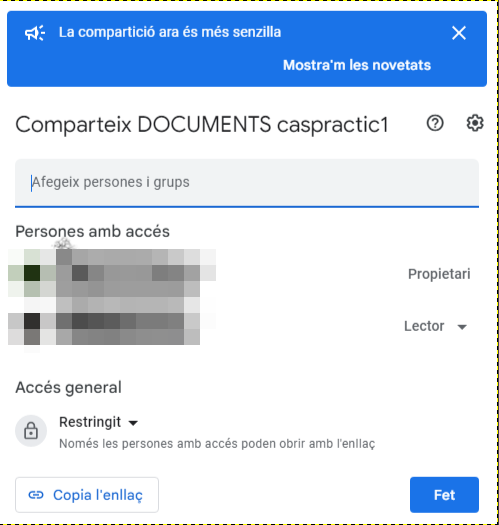 La compartició ara és més senzilla
Mostra'm les novetats
Comparteix DOCUMENTS caspractic1
Afegeix persones i grups
Persones amb accés
Propietari
Lector
Accés general
Restringit
Només les persones amb accés poden obrir amb l'enllaç
Copia l'enllaç
Fet